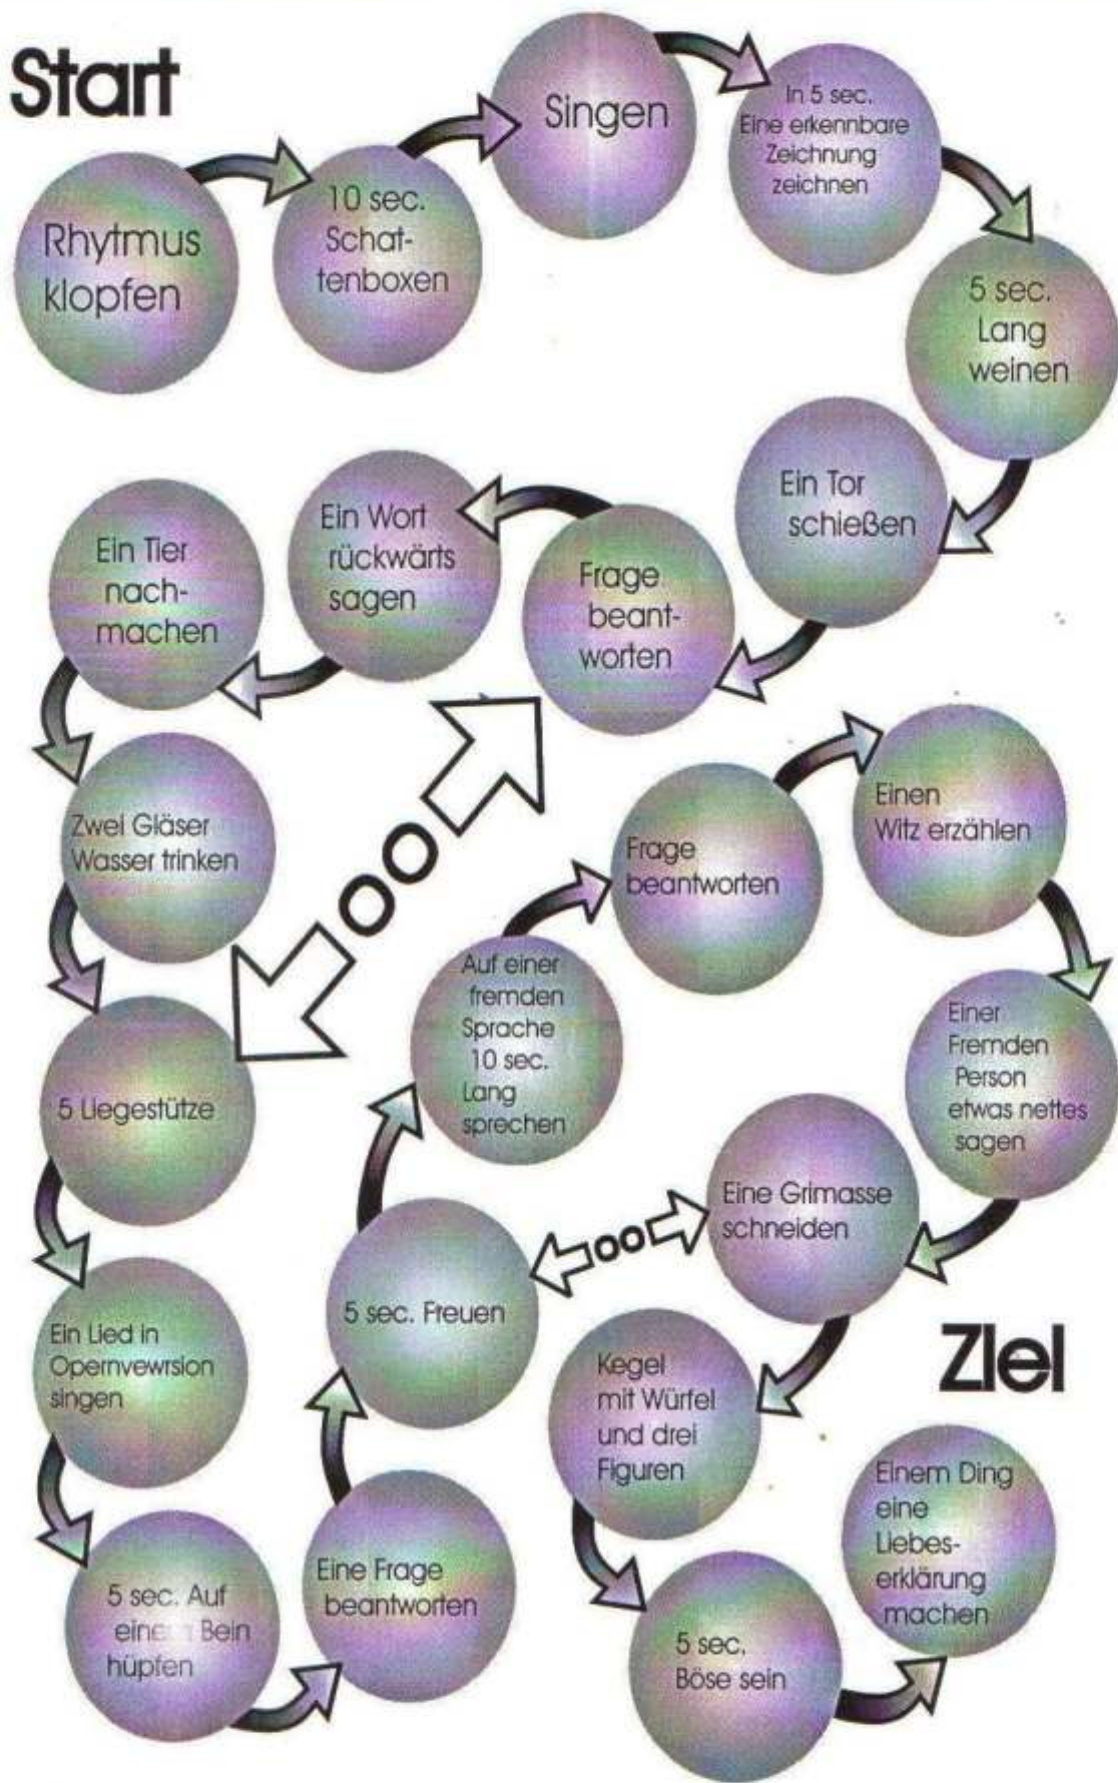 Start
Rhytmus
klopfen
10 sec.
Schat-
tenboxen
Singen
In 5 sec.
Eine erkennbare
Zeichnung
zeichnen
5 sec.
Lang
weinen
Ein Tor
schießen
Frage
beant-
worten
Ein Wort
rückwärts
sagen
Ein Tier
nach-
machen
Zwei Gläser
Wasser trinken
5 Liegestütze
Ein Lied in
Opernvewrsion
singen
5 sec. Auf
einem Bein
hüpfen
Eine Frage
beantworten
5 sec. Freuen
Auf einer
fremden
Sprache
10 sec.
Lang
sprechen
Frage
beantworten
Einen
Witz erzählen
Einer
Fremden
Person
etwas nettes
sagen
Eine Grimasse
schneiden
Kegel
mit Würfel
und drei
Figuren
5 sec.
Böse sein
Einem Ding
eine
Liebes-
erklärung
machen
ZIel